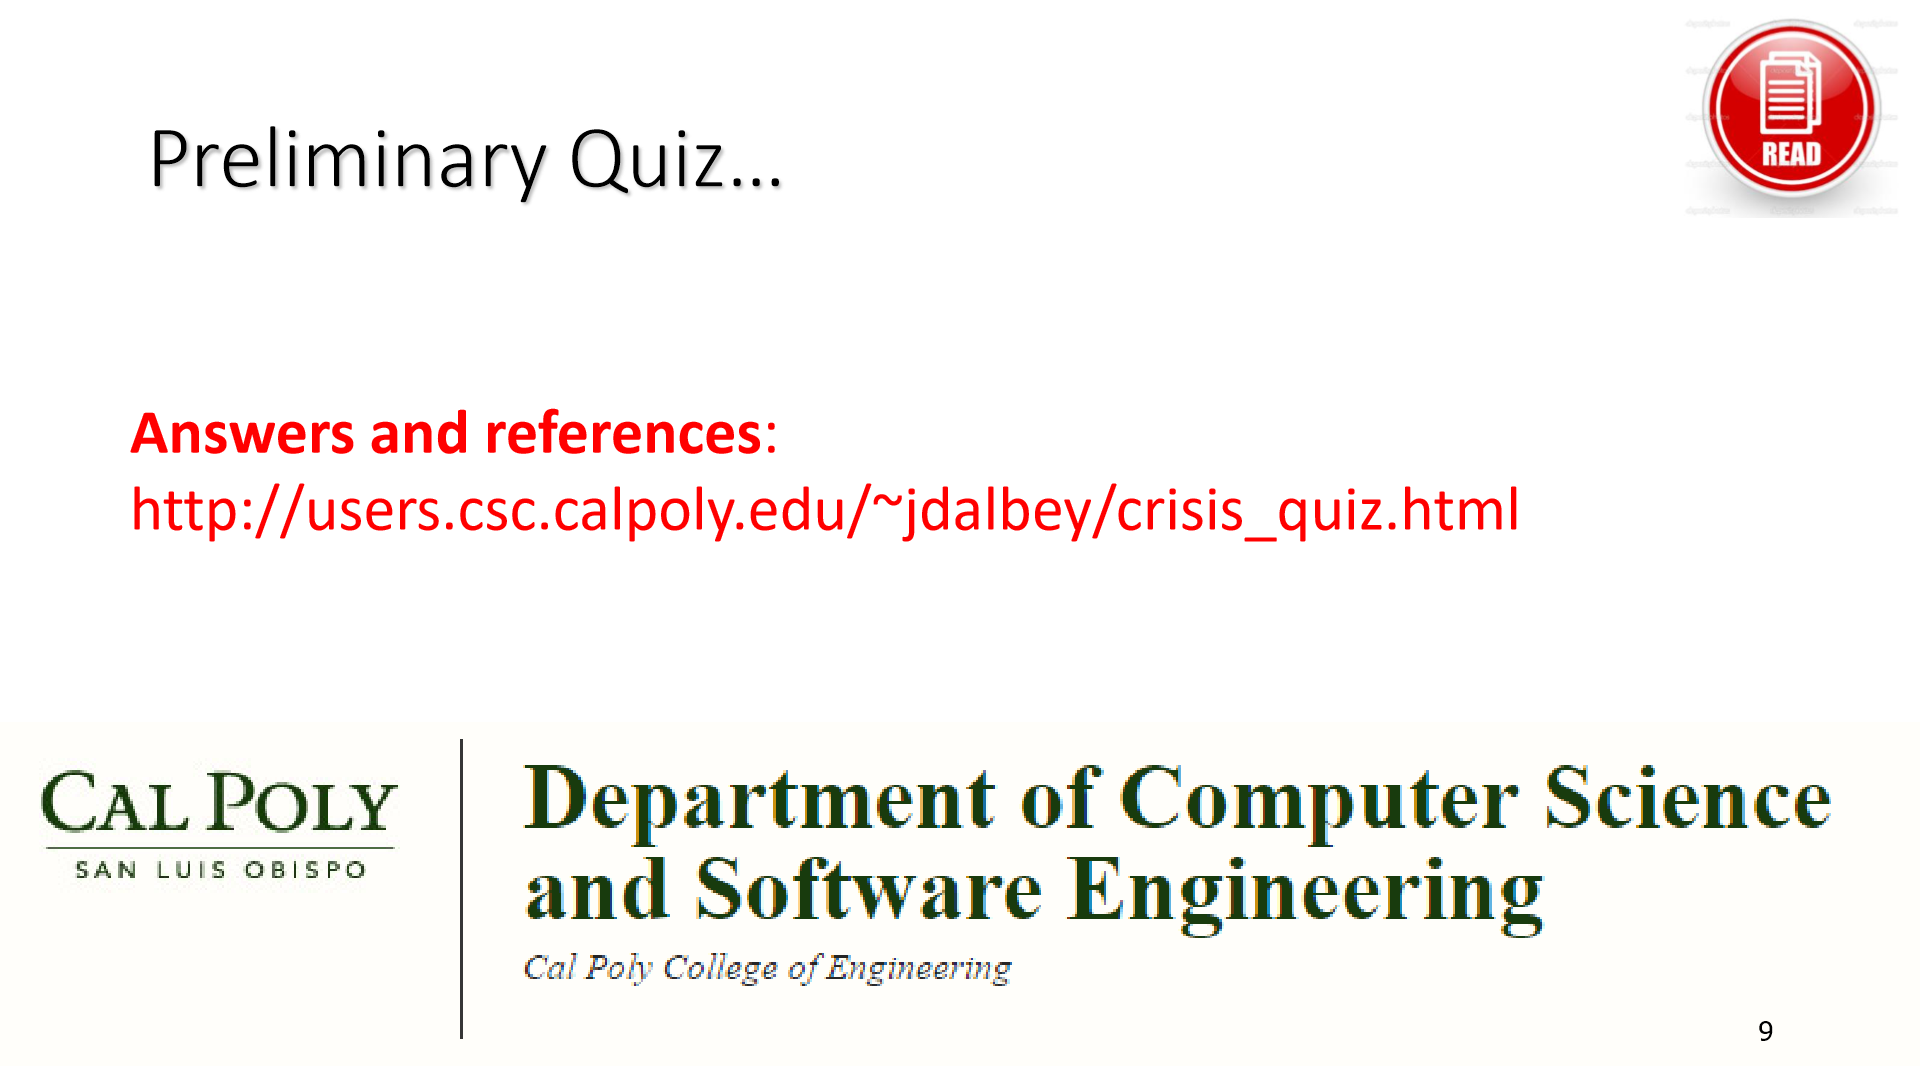 READ
Preliminary Quiz...
Answers and references:
http://users.csc.calpoly.edu/~jdalbey/crisis_quiz.html
CAL POLY
SAN LUIS OBISPO
Department of Computer Science
and Software Engineering
Cal Poly College of Engineering
9